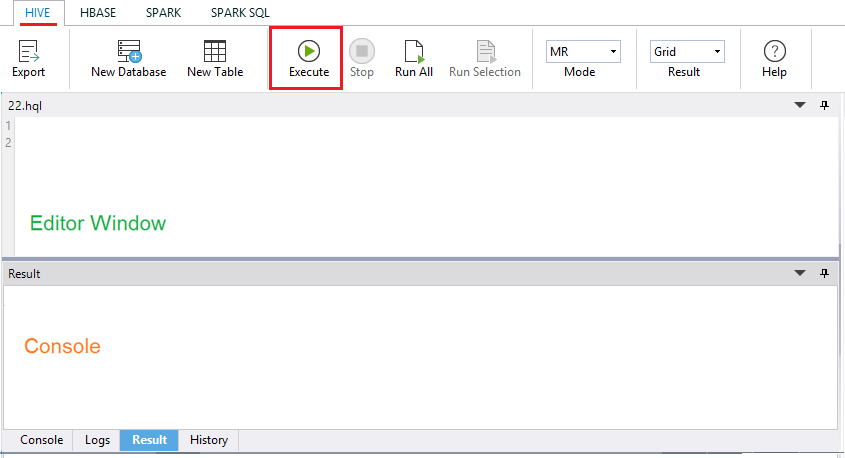 HIVE HBASE SPARK SPARK SQL
Export New Database New Table Execute Stop Run All Run Selection MR Mode Grid Result Help
22.hql
1
2
Editor Window
Result
Console
Console Logs Result History